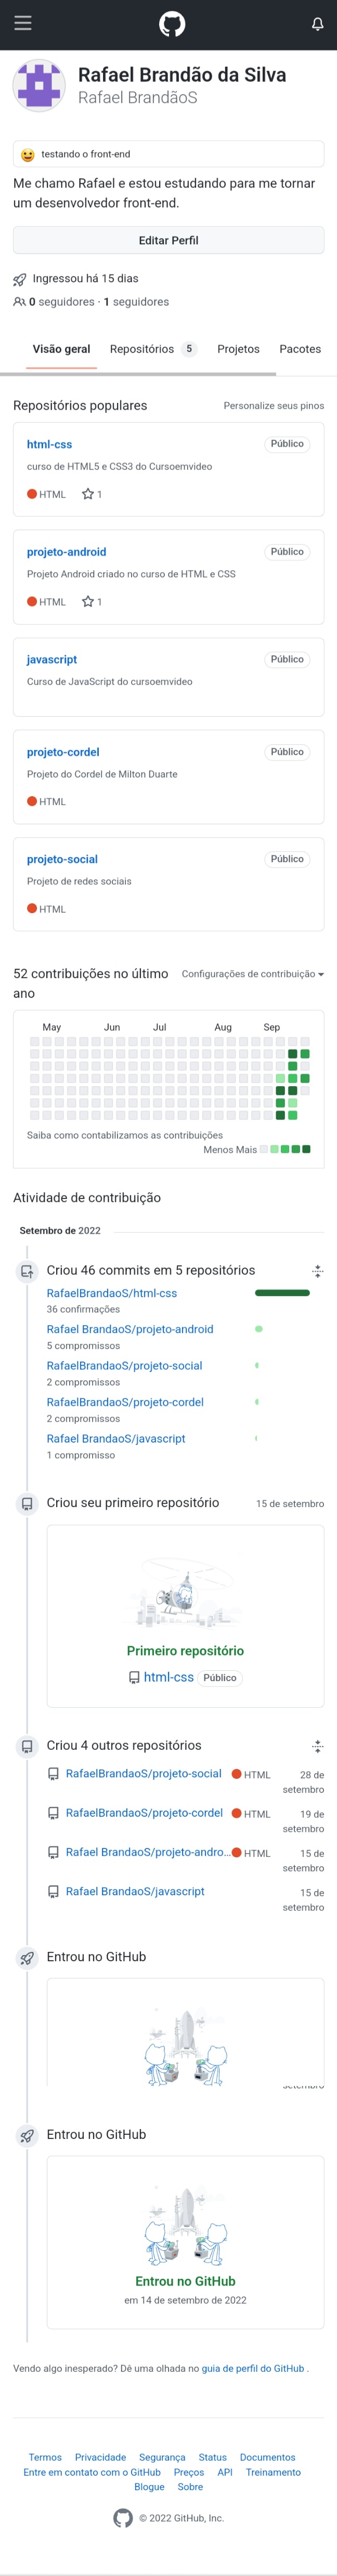 Rafael Brandão da Silva
Rafael BrandãoS
testando o front-end
Me chamo Rafael e estou estudando para me tornar
um desenvolvedor front-end.
Editar Perfil
Ingressou há 15 dias
0 seguidores · 1 seguidores
Visão geral Repositórios 5 Projetos Pacotes
Repositórios populares Personalize seus pinos
html-css Público
curso de HTML5 e CSS3 do Cursoemvideo
HTML 1
projeto-android Público
Projeto Android criado no curso de HTML e CSS
HTML 1
javascript Público
Curso de JavaScript do cursoemvideo
projeto-cordel Público
Projeto do Cordel de Milton Duarte
HTML
projeto-social Público
Projeto de redes sociais
HTML
52 contribuições no último Configurações de contribuição
ano
May Jun Jul Aug Sep
Saiba como contabilizamos as contribuições
Menos Mais
Atividade de contribuição
Setembro de 2022
Criou 46 commits em 5 repositórios
RafaelBrandaoS/html-css
36 confirmações
Rafael BrandaoS/projeto-android
5 compromissos
RafaelBrandaoS/projeto-social
2 compromissos
RafaelBrandaoS/projeto-cordel
2 compromissos
Rafael BrandaoS/javascript
1 compromisso
Criou seu primeiro repositório 15 de setembro
Primeiro repositório
html-css Público
Criou 4 outros repositórios
RafaelBrandaoS/projeto-social HTML 28 de
setembro
RafaelBrandaoS/projeto-cordel HTML 19 de
setembro
Rafael BrandaoS/projeto-andro... HTML 15 de
setembro
Rafael BrandaoS/javascript 15 de
setembro
Entrou no GitHub
setembro
Entrou no GitHub
Entrou no GitHub
em 14 de setembro de 2022
Vendo algo inesperado? Dê uma olhada no guia de perfil do GitHub .
Termos Privacidade Segurança Status Documentos
Entre em contato com o GitHub Preços API Treinamento
Blogue Sobre
© 2022 GitHub, Inc.